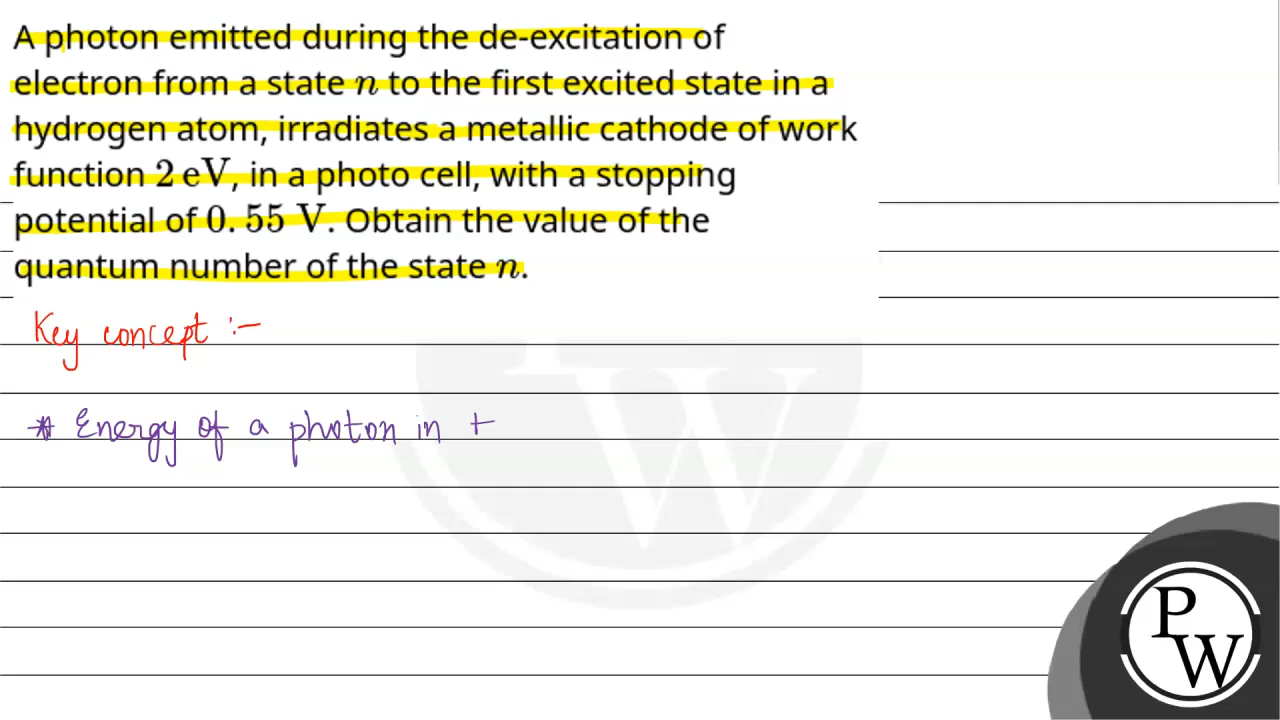 A photon emitted during the de-excitation of
electron from a state n to the first excited state in a
hydrogen atom, irradiates a metallic cathode of work
function 2 eV, in a photo cell, with a stopping
potential of 0.55 V. Obtain the value of the
quantum number of the state n.
Key concept :-
* Energy of a photon in t
W
P
W